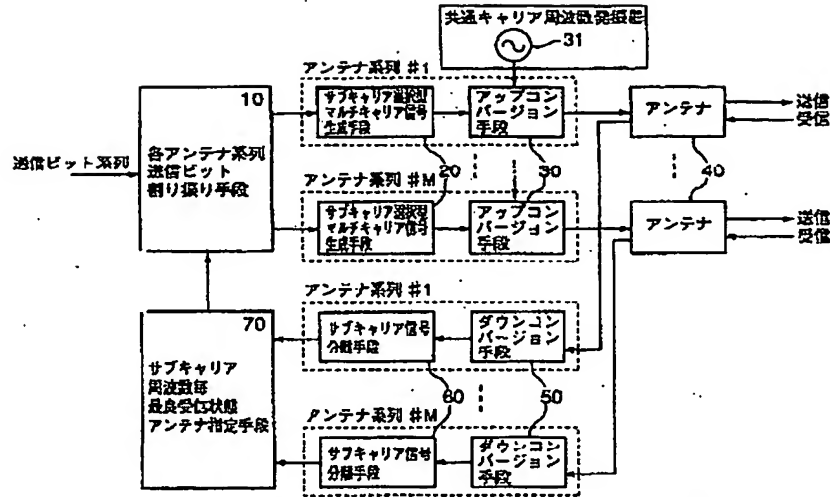 共通キャリア周波数発振器
31
アンテナ系列 #1
10
サブキャリア選択型
マルチキャリア信号
生成手段
アップコン
バージョン
手段
アンテナ
送信
受信
送信ビット系列
各アンテナ系列
送信ビット
割り振り手段
20
30
40
アンテナ系列 #M
サブキャリア選択型
マルチキャリア信号
生成手段
アップコン
バージョン
手段
アンテナ
送信
受信
アンテナ系列 #1
70
サブキャリア信号
分離手段
ダウンコン
バージョン
手段
サブキャリア
周波数毎
最良受信状態
アンテナ指定手段
60
50
アンテナ系列 #M
サブキャリア信号
分離手段
ダウンコン
バージョン
手段